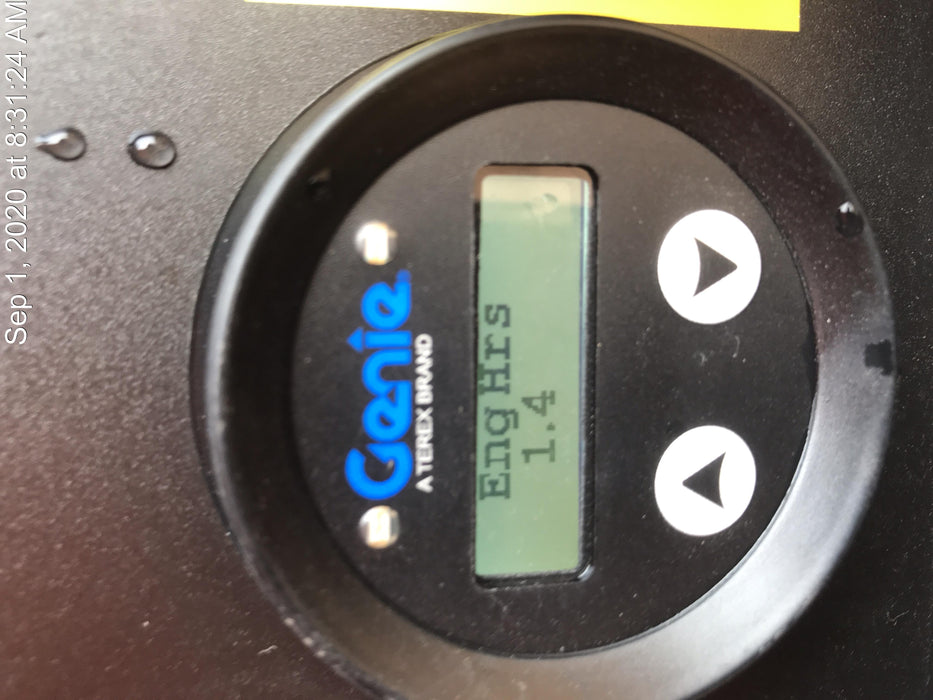 Sep 1, 2020 at 8:31:24 AM
Genie
A TEREX BRAND
Eng Hrs
1.4